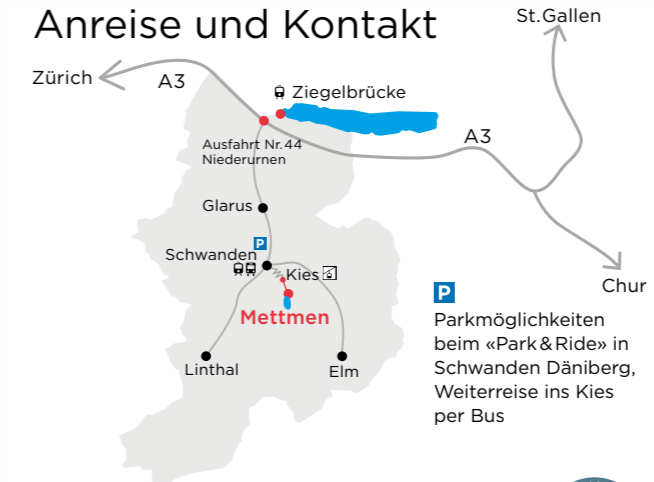 Anreise und Kontakt
St.Gallen
Zürich
A3
Ziegelbrücke
A3
Ausfahrt Nr.44
Niederurnen
Glarus
P
Schwanden
Kies
Mettmen
Linthal
Elm
Chur
P
Parkmöglichkeiten
beim «Park&Ride» in
Schwanden Däniberg,
Weiterreise ins Kies
per Bus